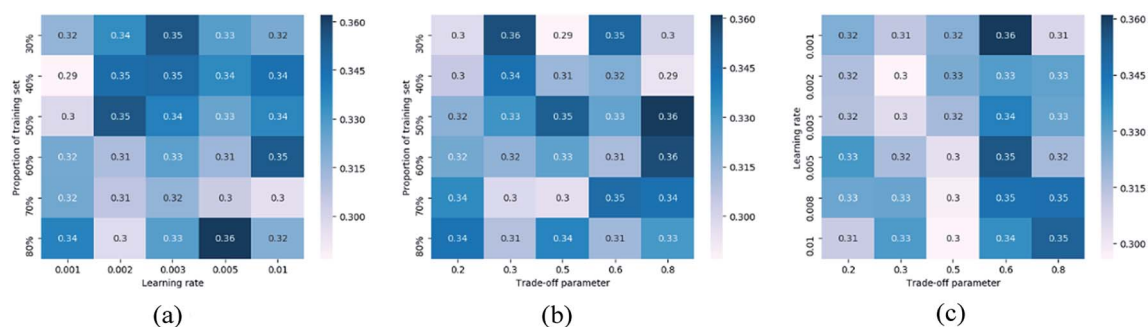 Proportion of training set
30% 0.32 0.34 0.35 0.33 0.32
40% 0.29 0.35 0.35 0.34 0.34
50% 0.3 0.35 0.34 0.33 0.34
60% 0.32 0.31 0.33 0.31 0.35
70% 0.32 0.31 0.32 0.3 0.3
80% 0.34 0.3 0.33 0.36 0.32
0.001 0.002 0.003 0.005 0.01
Learning rate
0.360
0.345
0.330
0.315
0.300
(a)
Proportion of training set
30% 0.3 0.36 0.29 0.35 0.3
40% 0.3 0.34 0.31 0.32 0.29
50% 0.32 0.33 0.35 0.33 0.36
60% 0.32 0.32 0.33 0.31 0.36
70% 0.34 0.3 0.3 0.35 0.34
80% 0.34 0.31 0.34 0.31 0.33
0.2 0.3 0.5 0.6 0.8
Trade-off parameter
0.360
0.345
0.330
0.315
0.300
(b)
Learning rate
0.001 0.32 0.31 0.32 0.36 0.31
0.002 0.32 0.3 0.33 0.33 0.33
0.003 0.32 0.3 0.32 0.34 0.33
0.005 0.33 0.32 0.3 0.35 0.32
0.008 0.33 0.33 0.3 0.35 0.35
0.01 0.31 0.33 0.3 0.34 0.35
0.2 0.3 0.5 0.6 0.8
Trade-off parameter
0.360
0.345
0.330
0.315
0.300
(c)